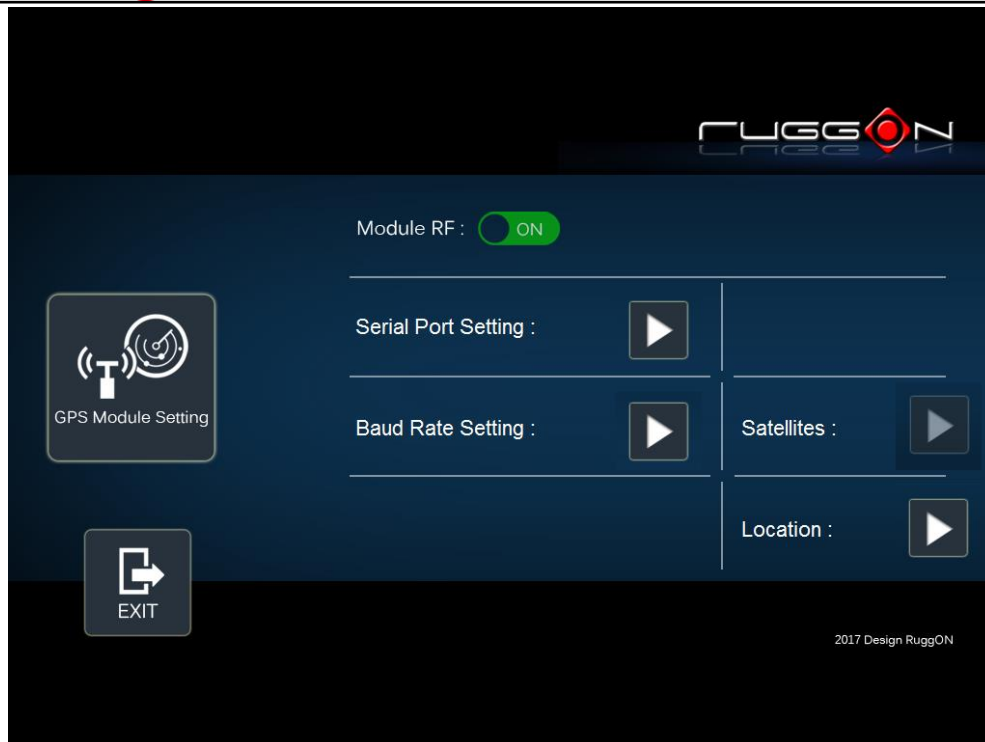 RUGGON
Module RF : ON
Serial Port Setting :
GPS Module Setting
Baud Rate Setting :
Satellites :
Location :
EXIT
2017 Design RuggON